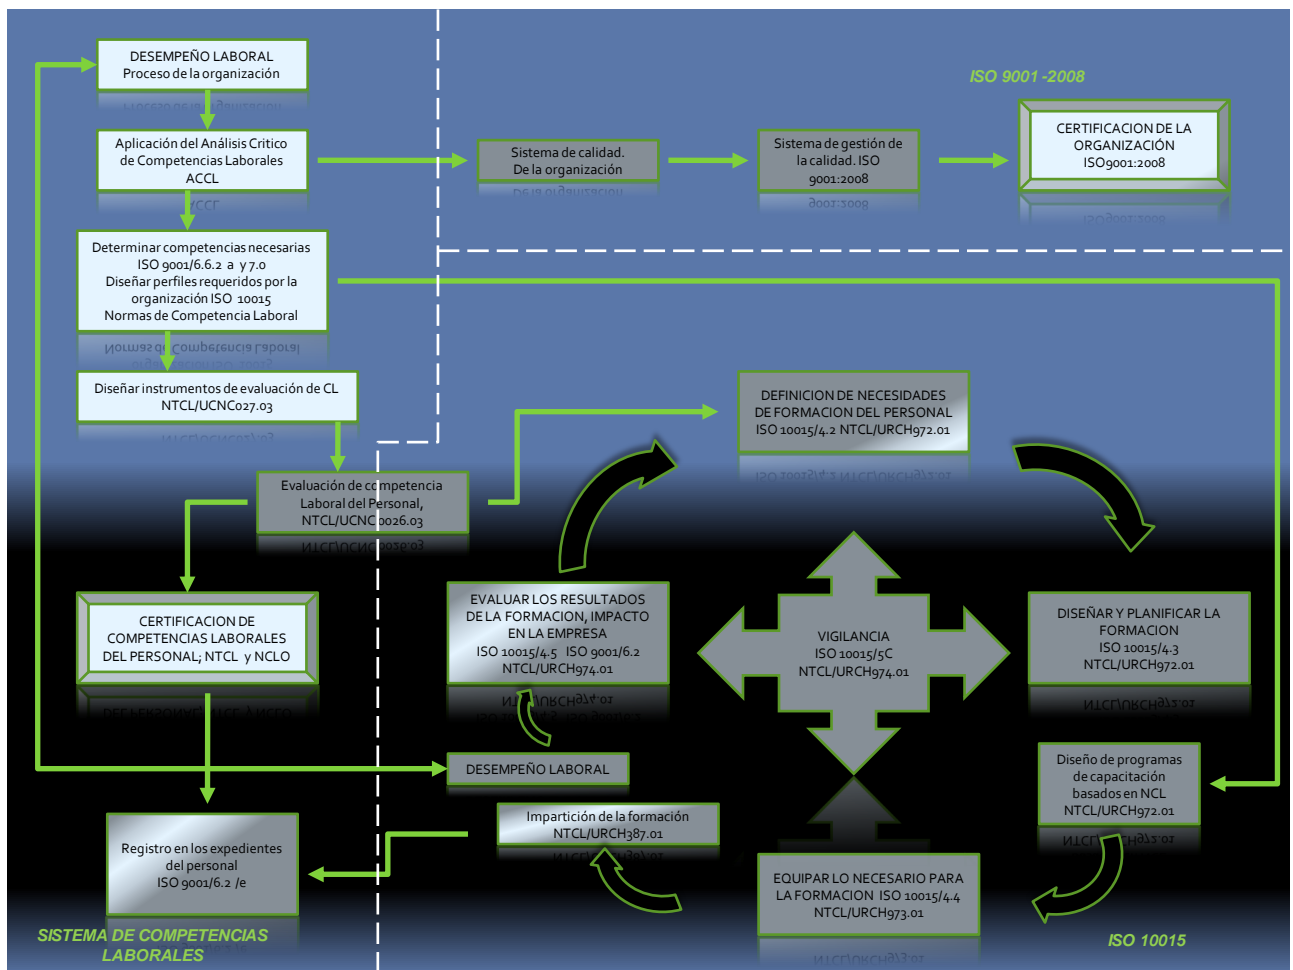 DESEMPEÑO LABORAL
Proceso de la organización
ISO 9001 -2008
Aplicación del Análisis Critico
de Competencias Laborales
ACCL
Sistema de calidad.
De la organización
Sistema de gestión de
la calidad. ISO
9001:2008
CERTIFICACION DE LA
ORGANIZACIÓN
ISO9001:2008
Determinar competencias necesarias
ISO 9001/6.6.2 a y 7.0
Diseñar perfiles requeridos por la
organización ISO 10015
Normas de Competencia Laboral
Diseñar instrumentos de evaluación de CL
NTCL/UCNC027.03
DEFINICION DE NECESIDADES
DE FORMACION DEL PERSONAL
ISO 10015/4.2 NTCL/URCH972.01
Evaluación de competencia
Laboral del Personal,
NTCL/UCNC0026.03
CERTIFICACION DE
COMPETENCIAS LABORALES
DEL PERSONAL; NTCL y NCLO
EVALUAR LOS RESULTADOS
DE LA FORMACION, IMPACTO
EN LA EMPRESA
ISO 10015/4.5 ISO 9001/6.2
NTCL/URCH974.01
VIGILANCIA
ISO 10015/5C
NTCL/URCH974.01
DISEÑAR Y PLANIFICAR LA
FORMACION
ISO 10015/4.3
NTCL/URCH972.01
DESEMPEÑO LABORAL
Diseño de programas
de capacitación
basados en NCL
NTCL/URCH972.01
Impartición de la formación
NTCL/URCH387.01
Registro en los expedientes
del personal
ISO 9001/6.2 /e
EQUIPAR LO NECESARIO PARA
LA FORMACION ISO 10015/4.4
NTCL/URCH973.01
SISTEMA DE COMPETENCIAS
LABORALES
ISO 10015